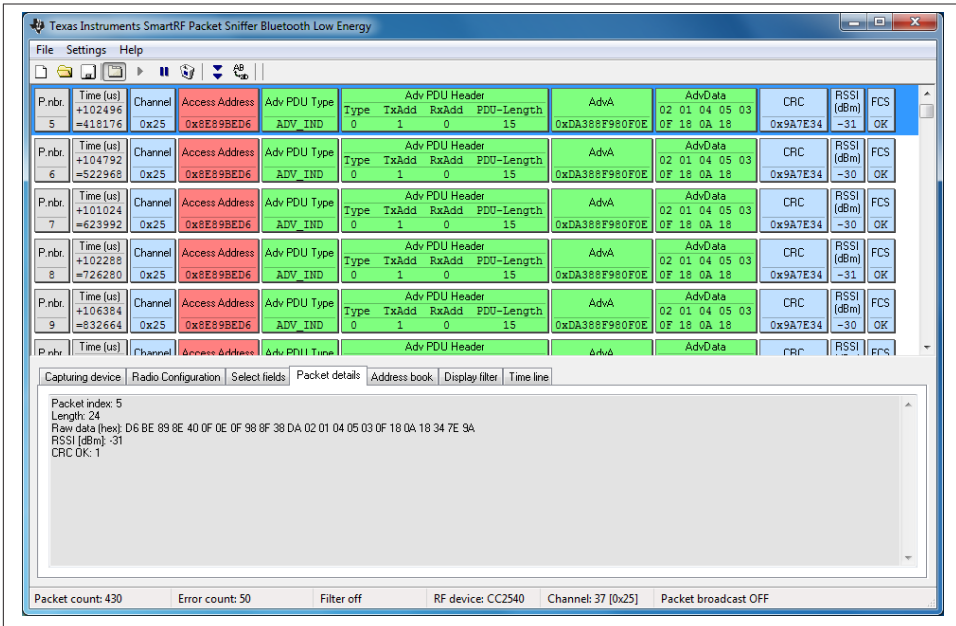 Texas Instruments SmartRF Packet Sniffer Bluetooth Low Energy
File Settings Help
P.nbr. Time (us) Channel Access Address Adv PDU Type Adv PDU Header AdvA AdvData CRC RSSI (dBm) FCS
+102496 Type TxAdd RxAdd PDU-Length 02 01 04 05 03
5 =418176 0x25 0x8E89BED6 ADV_IND 0 1 0 15 0xDA388F980F0E 0F 18 0A 18 0x9A7E34 -31 OK
P.nbr. Time (us) Channel Access Address Adv PDU Type Adv PDU Header AdvA AdvData CRC RSSI (dBm) FCS
+104792 Type TxAdd RxAdd PDU-Length 02 01 04 05 03
6 =522968 0x25 0x8E89BED6 ADV_IND 0 1 0 15 0xDA388F980F0E 0F 18 0A 18 0x9A7E34 -30 OK
P.nbr. Time (us) Channel Access Address Adv PDU Type Adv PDU Header AdvA AdvData CRC RSSI (dBm) FCS
+101024 Type TxAdd RxAdd PDU-Length 02 01 04 05 03
7 =623992 0x25 0x8E89BED6 ADV_IND 0 1 0 15 0xDA388F980F0E 0F 18 0A 18 0x9A7E34 -30 OK
P.nbr. Time (us) Channel Access Address Adv PDU Type Adv PDU Header AdvA AdvData CRC RSSI (dBm) FCS
+102288 Type TxAdd RxAdd PDU-Length 02 01 04 05 03
8 =726280 0x25 0x8E89BED6 ADV_IND 0 1 0 15 0xDA388F980F0E 0F 18 0A 18 0x9A7E34 -31 OK
P.nbr. Time (us) Channel Access Address Adv PDU Type Adv PDU Header AdvA AdvData CRC RSSI (dBm) FCS
+106384 Type TxAdd RxAdd PDU-Length 02 01 04 05 03
9 =832664 0x25 0x8E89BED6 ADV_IND 0 1 0 15 0xDA388F980F0E 0F 18 0A 18 0x9A7E34 -30 OK
P.nbr. Time (us) Channel Access Address Adv PDU Type Adv PDU Header AdvA AdvData CRC RSSI FCS
Capturing device Radio Configuration Select fields Packet details Address book Display filter Time line
Packet index: 5
Length: 24
Raw data (hex): D6 BE 89 8E 40 0F 0E 0F 98 8F 38 DA 02 01 04 05 03 0F 18 0A 18 34 7E 9A
RSSI [dBm]: -31
CRC OK: 1
Packet count: 430 Error count: 50 Filter off RF device: CC2540 Channel: 37 [0x25] Packet broadcast OFF